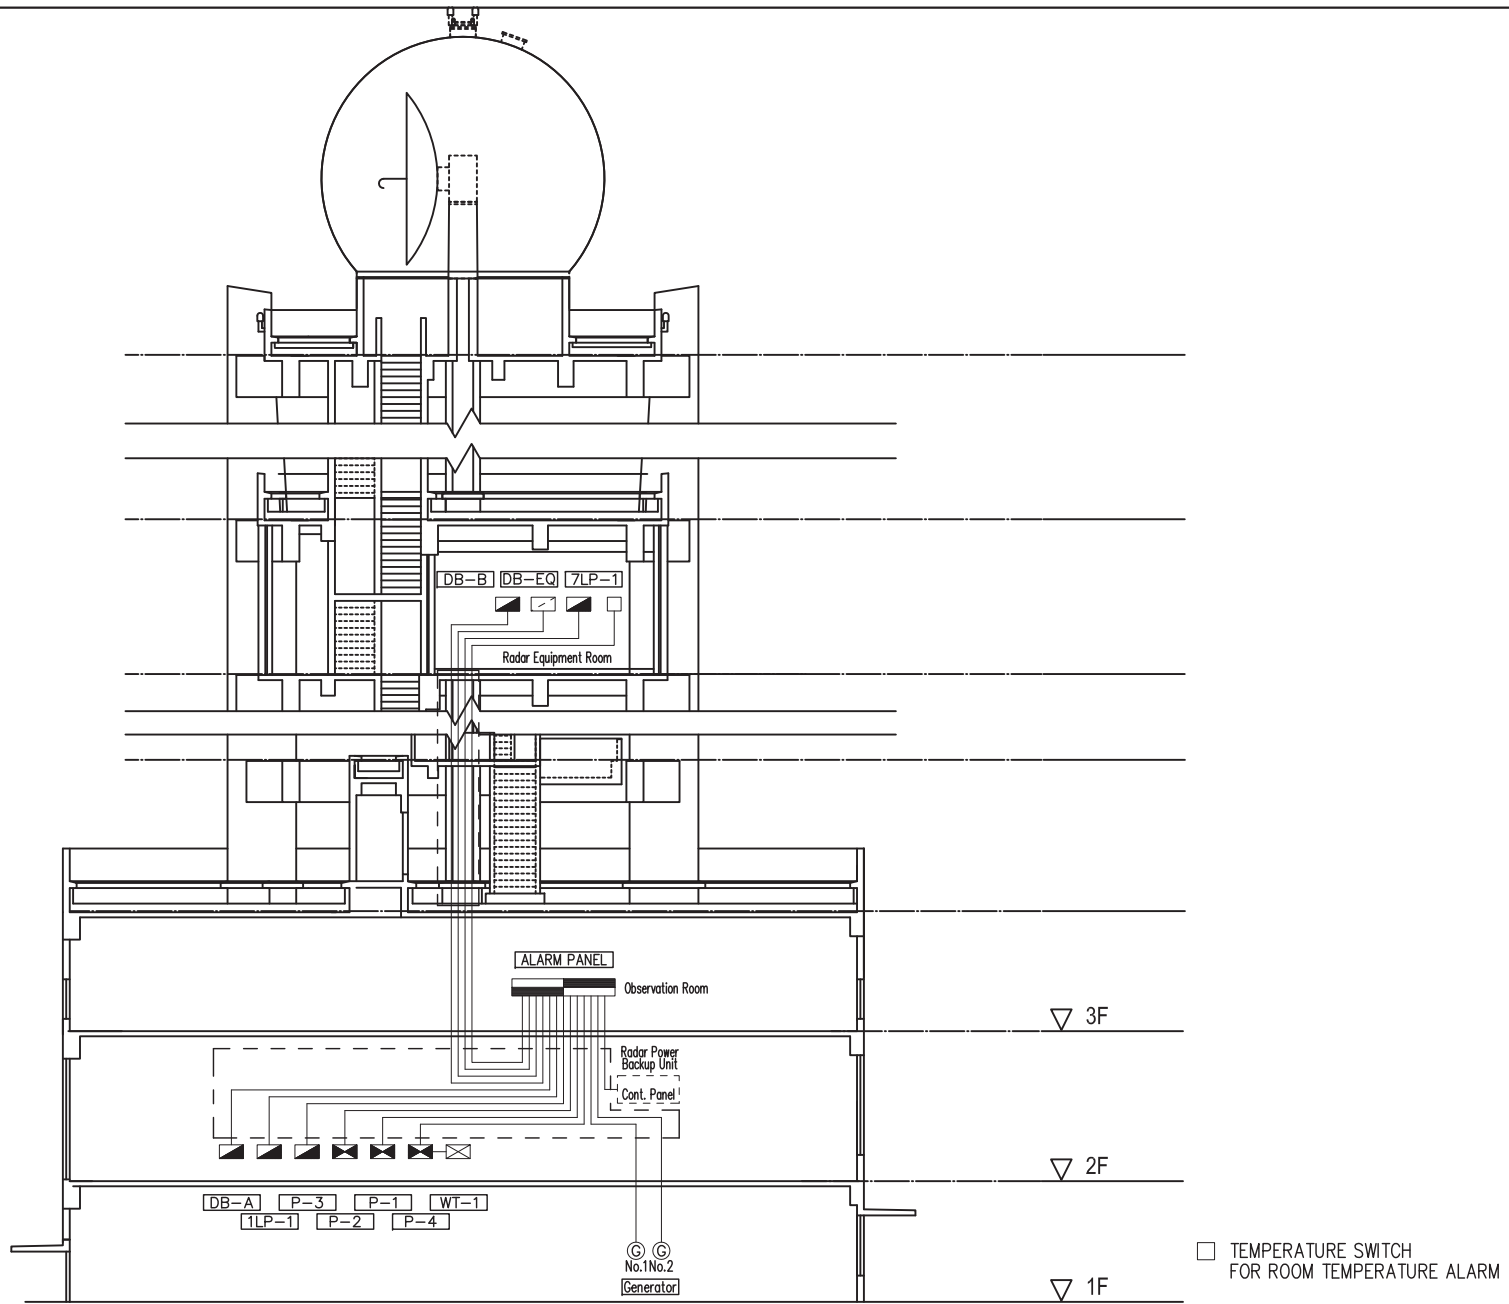 DB-B DB-EQ 7LP-1
Radar Equipment Room
ALARM PANEL
Observation Room
3F
Radar Power
Backup Unit
Cont. Panel
2F
DB-A P-3 P-1 WT-1
1LP-1 P-2 P-4
G G
No.1 No.2
Generator
1F
TEMPERATURE SWITCH
FOR ROOM TEMPERATURE ALARM